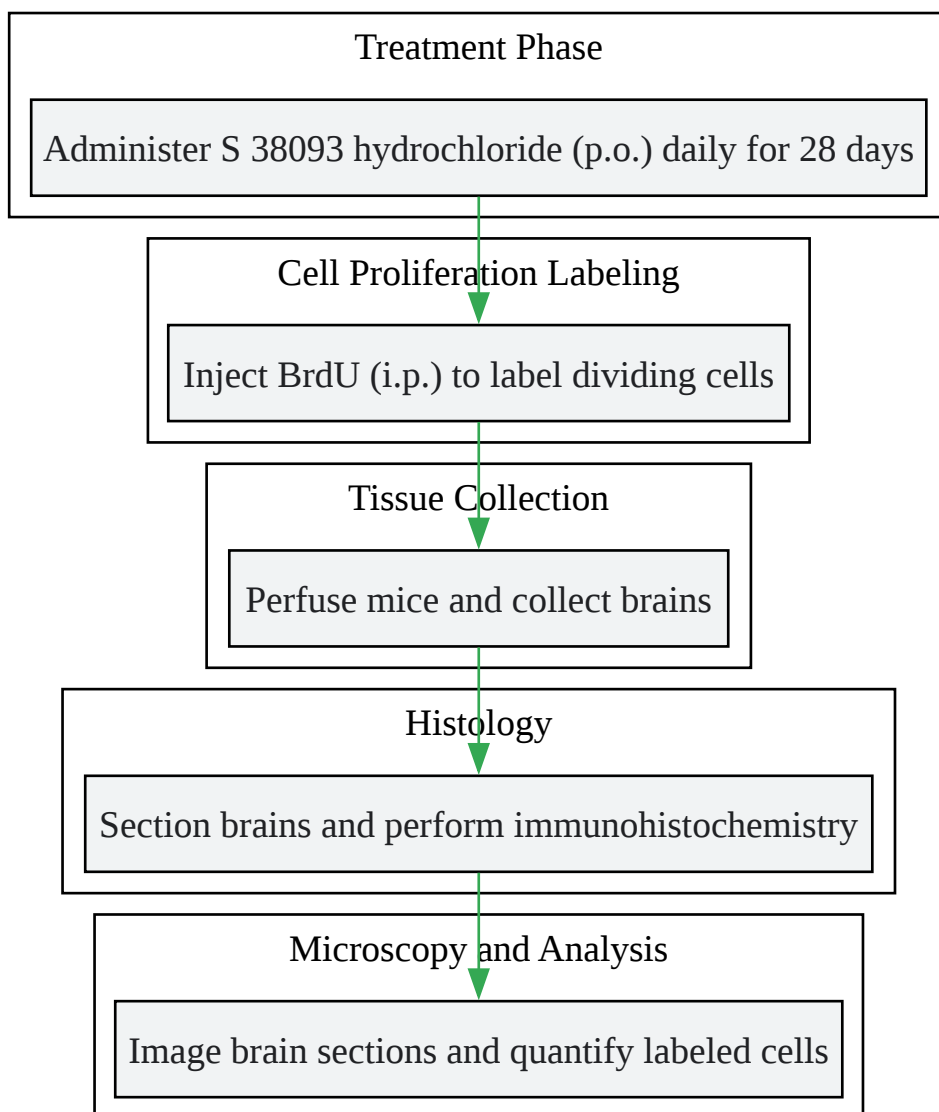 Treatment Phase
Administer S 38093 hydrochloride (p.o.) daily for 28 days
Cell Proliferation Labeling
Inject BrdU (i.p.) to label dividing cells
Tissue Collection
Perfuse mice and collect brains
Histology
Section brains and perform immunohistochemistry
Microscopy and Analysis
Image brain sections and quantify labeled cells